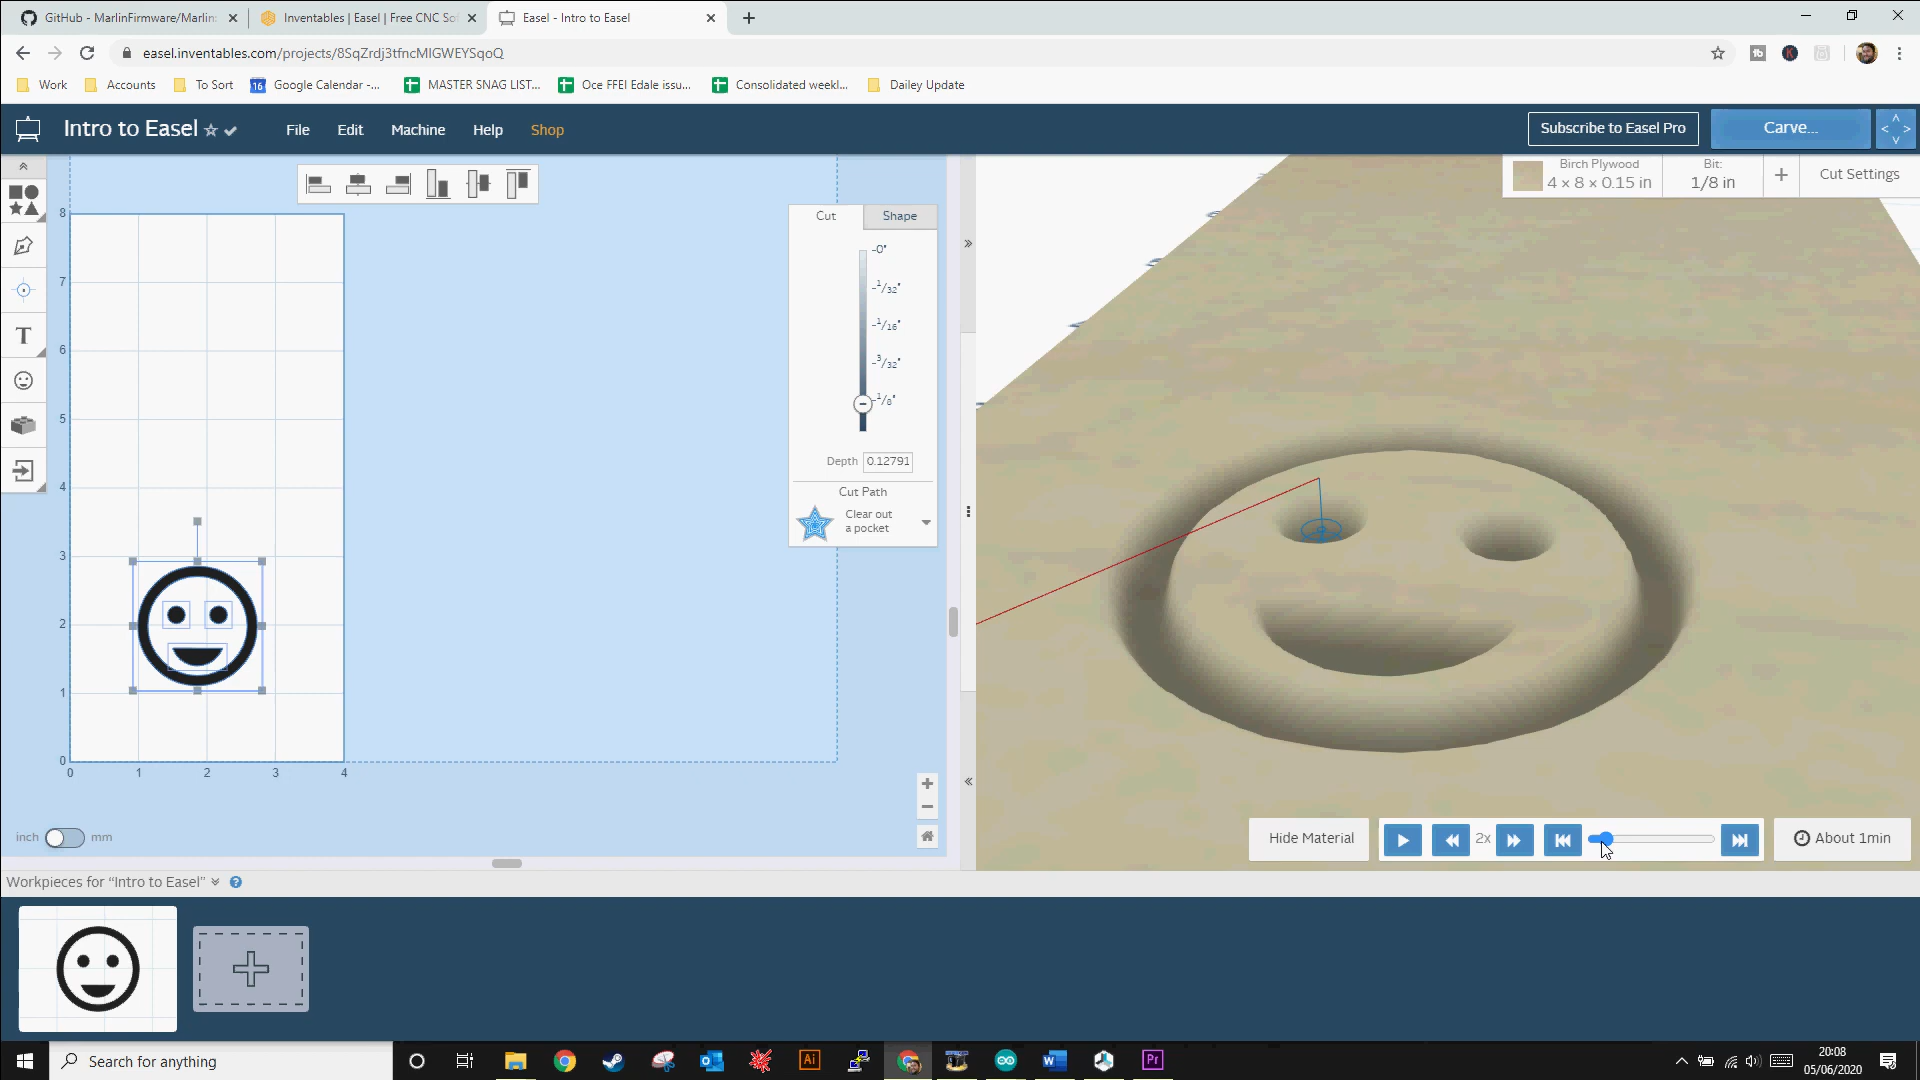 GitHub - MarlinFirmware/Marlin:
Inventables | Easel | Free CNC So
Easel - Intro to Easel
easel.inventables.com/projects/8SqZrdj3tfncMIGWEYSqoQ
Work
Accounts
To Sort
16
Google Calendar -...
MASTER SNAG LIST...
Oce FFEI Edale issu...
Consolidated weekl...
Dailey Update
Intro to Easel
File
Edit
Machine
Help
Shop
Subscribe to Easel Pro
Carve...
Birch Plywood
4 × 8 × 0.15 in
Bit:
1/8 in
+
Cut Settings
T
8
7
6
5
4
3
2
1
0
0 1 2 3 4
Cut
Shape
-0"
-1/32"
-1/16"
-3/32"
-1/8"
Depth 0.12791
Cut Path
Clear out
a pocket
inch mm
Hide Material
2x
About 1min
Workpieces for “Intro to Easel”
?
Search for anything
Ai
Pr
20:08
05/06/2020